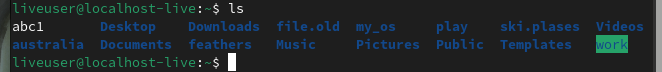 liveuser@localhost-live:~$ ls
abc1 Desktop Downloads file.old my_os play ski.plases Videos
australia Documents feathers Music Pictures Public Templates work
liveuser@localhost-live:~$